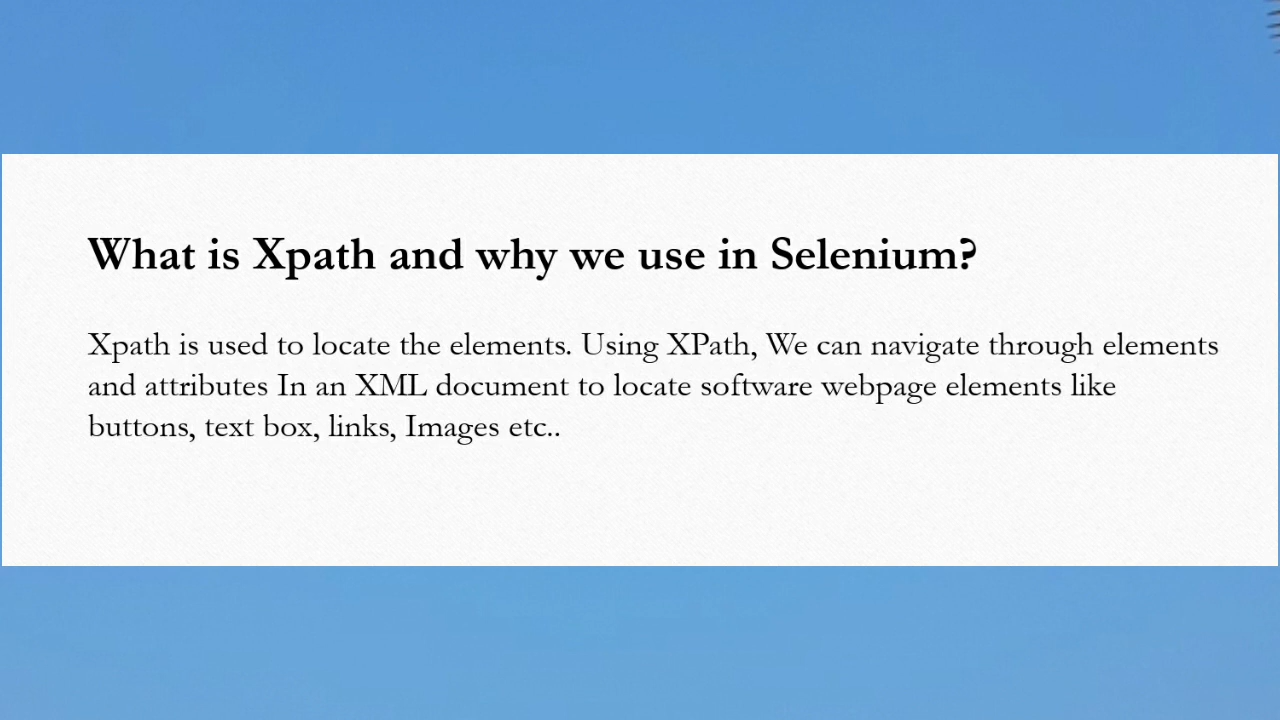 What is Xpath and why we use in Selenium?
Xpath is used to locate the elements. Using XPath, We can navigate through elements
and attributes In an XML document to locate software webpage elements like
buttons, text box, links, Images etc..